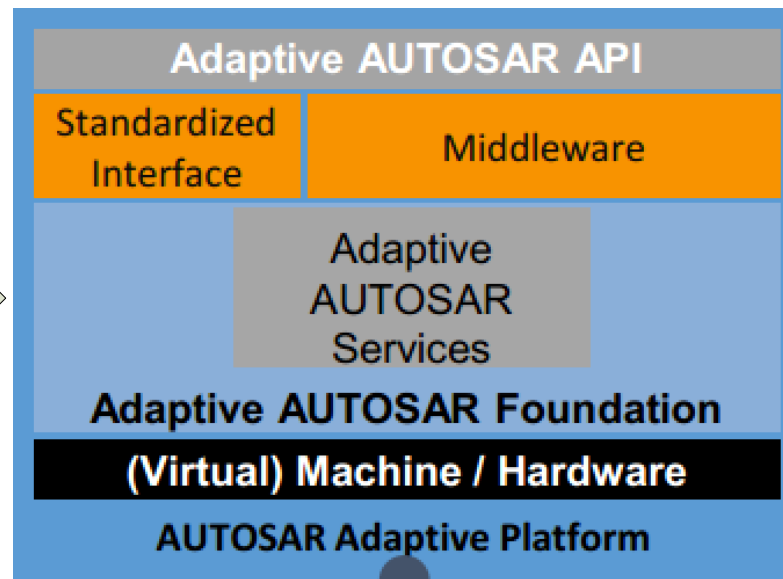 Adaptive AUTOSAR API
Standardized
Interface
Middleware
Adaptive
AUTOSAR
Services
Adaptive AUTOSAR Foundation
(Virtual) Machine / Hardware
AUTOSAR Adaptive Platform